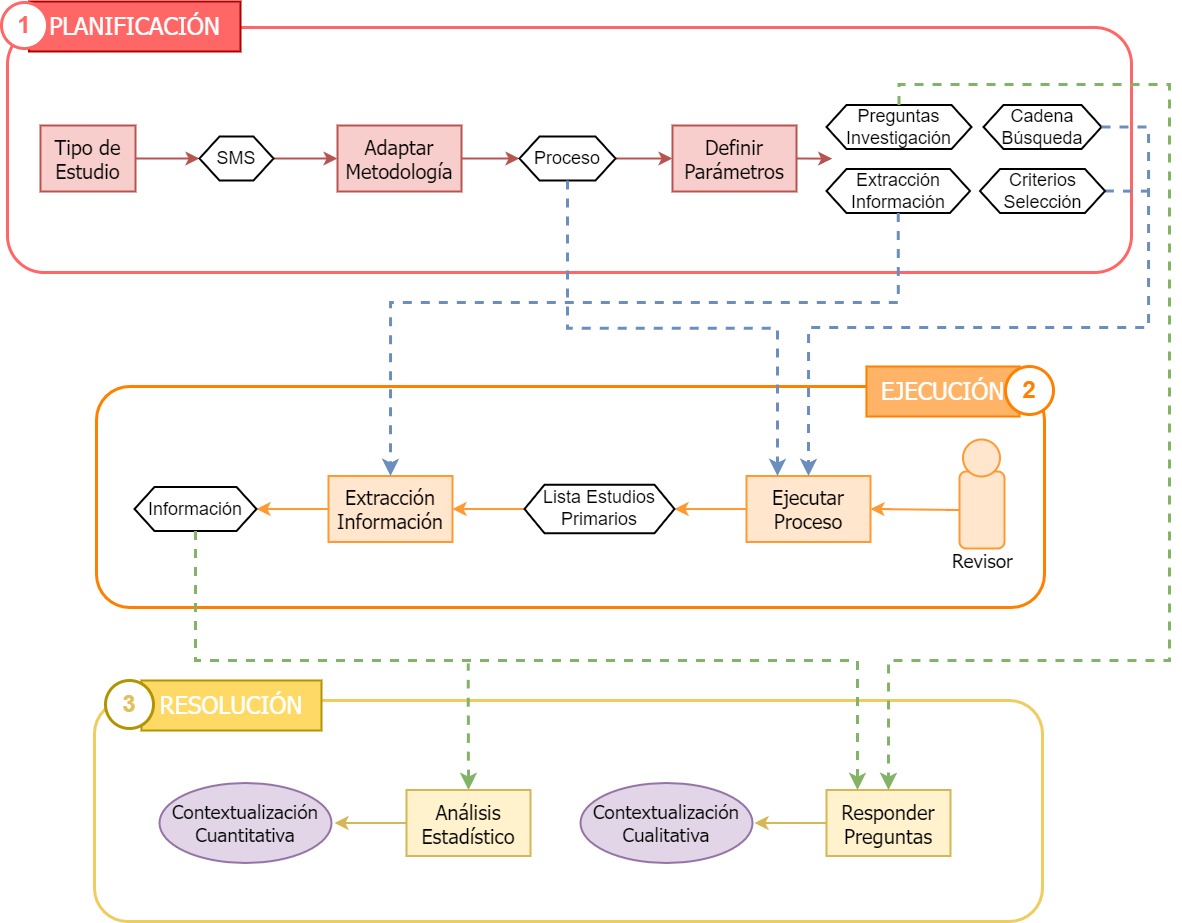 1
PLANIFICACIÓN
Tipo de
Estudio
SMS
Adaptar
Metodología
Proceso
Definir
Parámetros
Preguntas
Investigación
Cadena
Búsqueda
Extracción
Información
Criterios
Selección
EJECUCIÓN
2
Información
Extracción
Información
Lista Estudios
Primarios
Ejecutar
Proceso
Revisor
3
RESOLUCIÓN
Contextualización
Cuantitativa
Análisis
Estadístico
Contextualización
Cualitativa
Responder
Preguntas